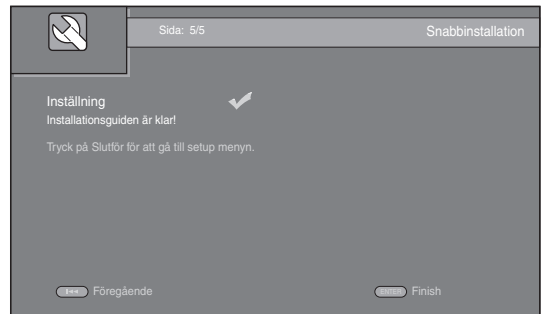 Sida: 5/5
Snabbinstallation
Inställning
Installationsguiden är klar!
Tryck på Slutför för att gå till setup menyn.
Föregående
ENTER Finish